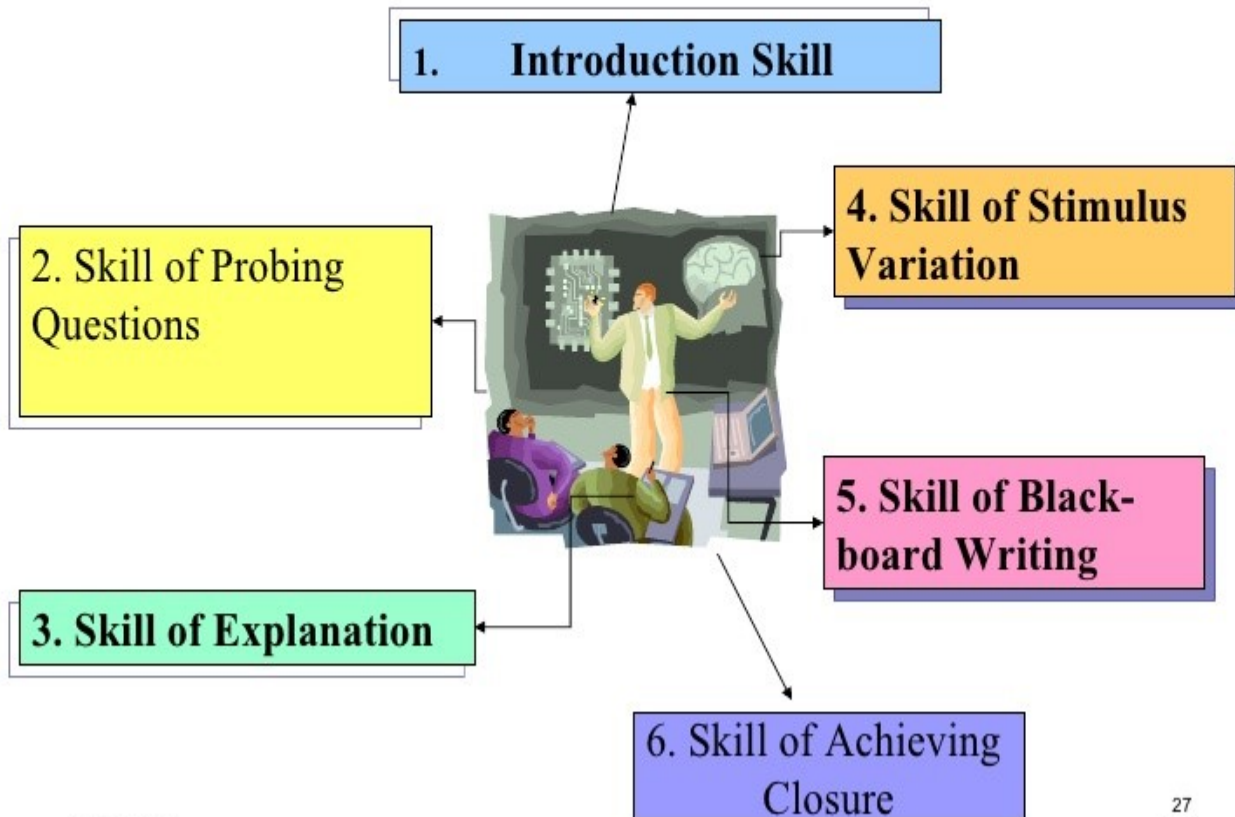 1. Introduction Skill
2. Skill of Probing
Questions
3. Skill of Explanation
4. Skill of Stimulus
Variation
5. Skill of Black-
board Writing
6. Skill of Achieving
Closure
27